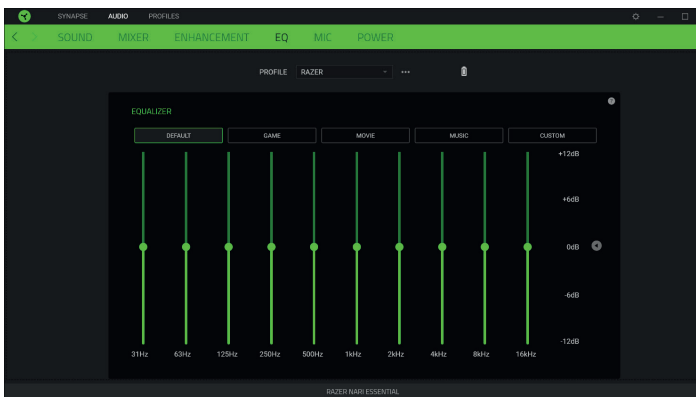 SYNAPSE AUDIO PROFILES
SOUND MIXER ENHANCEMENT EQ MIC POWER
PROFILE RAZER
EQUALIZER
DEFAULT GAME MOVIE MUSIC CUSTOM
+12dB
+6dB
0dB
-6dB
-12dB
31Hz 63Hz 125Hz 250Hz 500Hz 1kHz 2kHz 4kHz 8kHz 16kHz
RAZER NARI ESSENTIAL